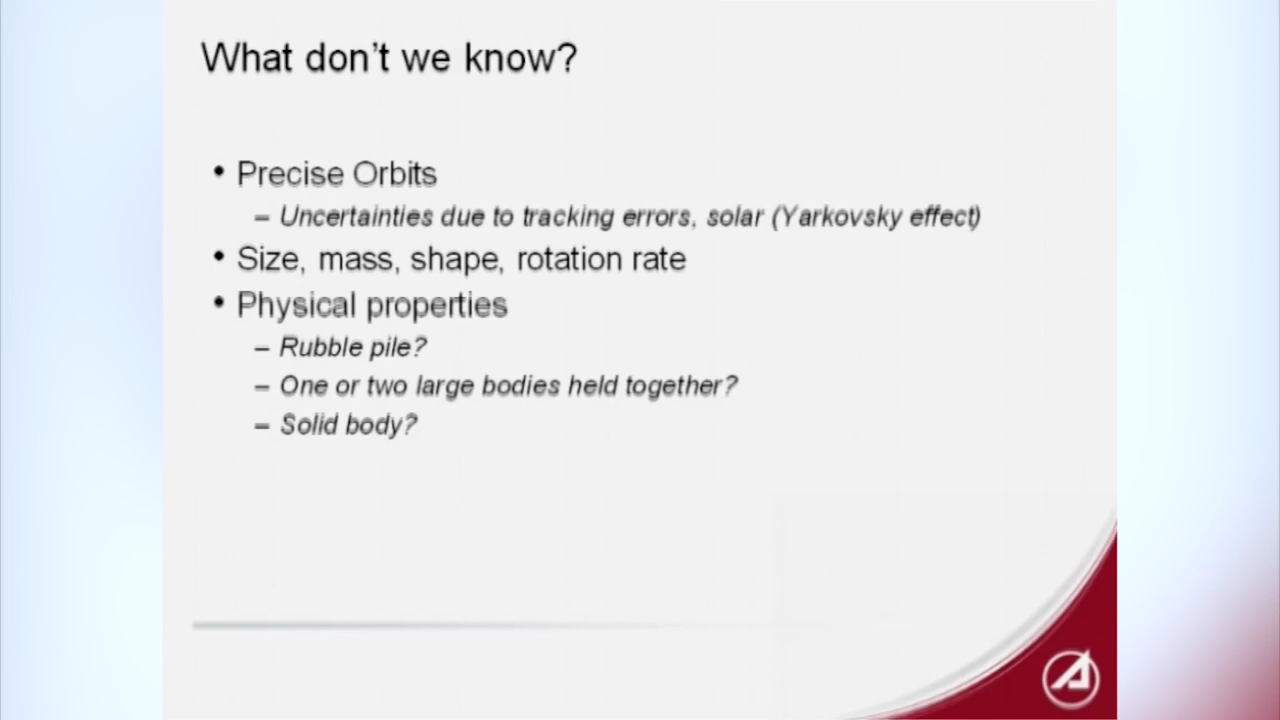 What don't we know?
• Precise Orbits
– Uncertainties due to tracking errors, solar (Yarkovsky effect)
• Size, mass, shape, rotation rate
• Physical properties
– Rubble pile?
– One or two large bodies held together?
– Solid body?